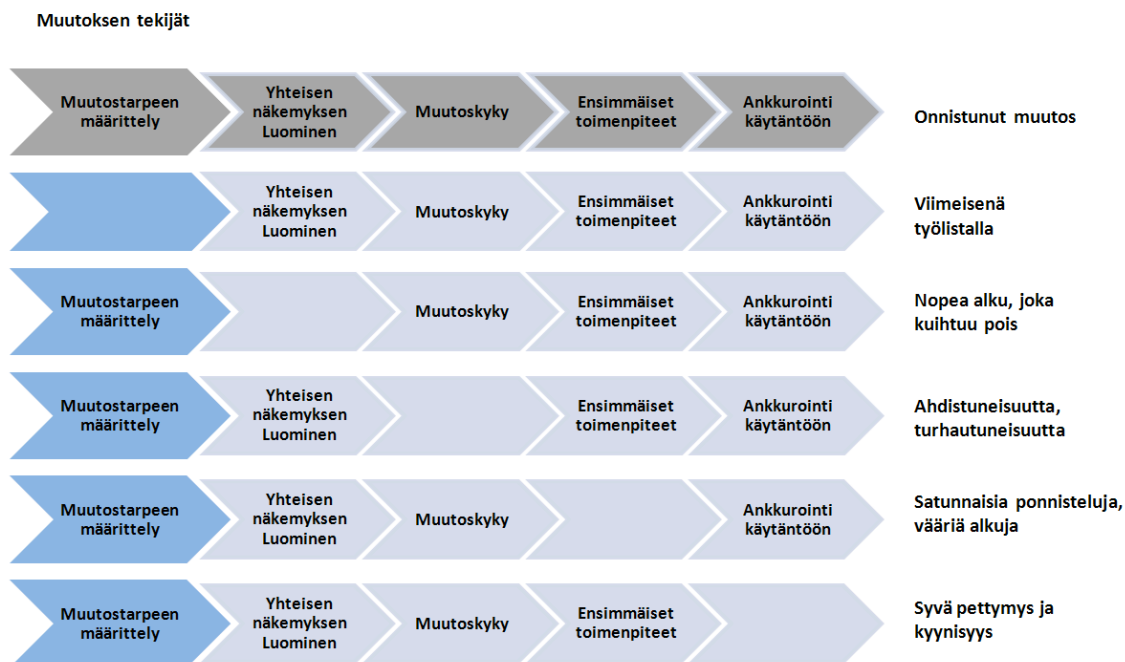 Muutoksen tekijät
Muutostarpeen
määrittely
Yhteisen
näkemyksen
Luominen
Muutoskyky
Ensimmäiset
toimenpiteet
Ankkurointi
käytäntöön
Onnistunut muutos
Yhteisen
näkemyksen
Luominen
Muutoskyky
Ensimmäiset
toimenpiteet
Ankkurointi
käytäntöön
Viimeisenä
työlistalla
Muutostarpeen
määrittely
Muutoskyky
Ensimmäiset
toimenpiteet
Ankkurointi
käytäntöön
Nopea alku, joka
kuihtuu pois
Muutostarpeen
määrittely
Yhteisen
näkemyksen
Luominen
Ensimmäiset
toimenpiteet
Ankkurointi
käytäntöön
Ahdistuneisuutta,
turhautuneisuutta
Muutostarpeen
määrittely
Yhteisen
näkemyksen
Luominen
Muutoskyky
Ankkurointi
käytäntöön
Satunnaisia ponnisteluja,
vääriä alkuja
Muutostarpeen
määrittely
Yhteisen
näkemyksen
Luominen
Muutoskyky
Ensimmäiset
toimenpiteet
Syvä pettymys ja
kyynisyys